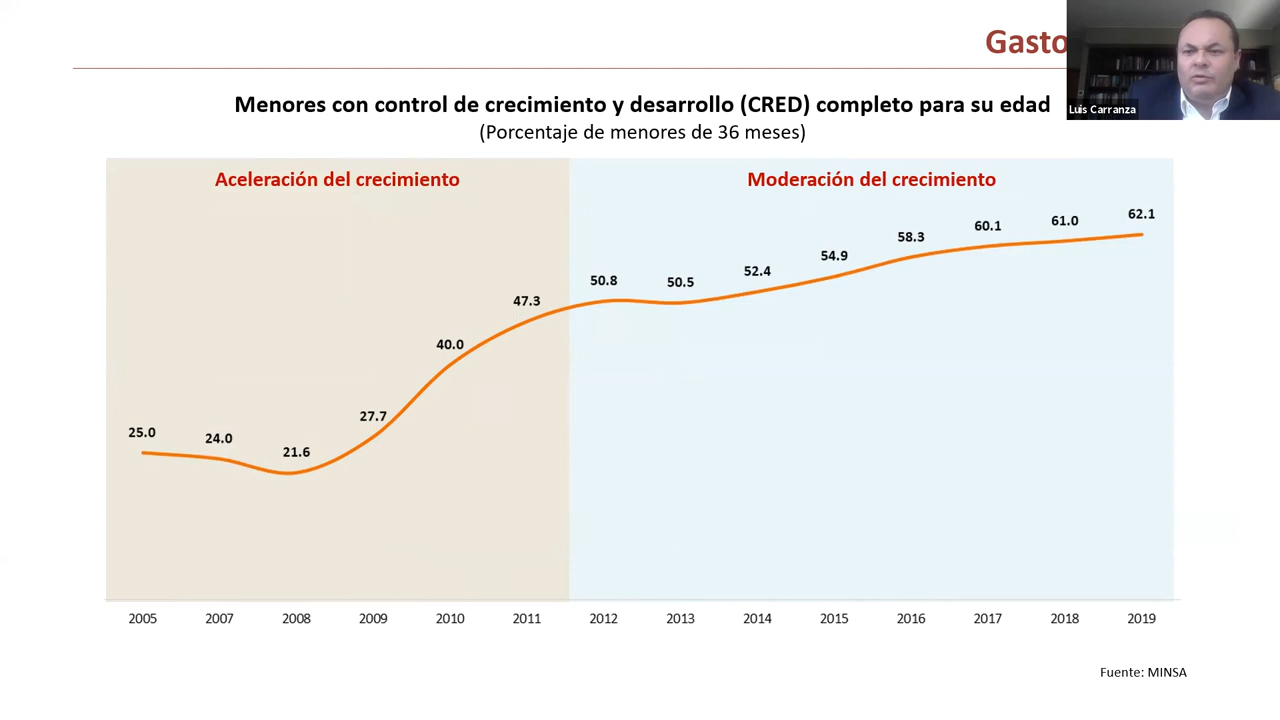 Gasto
Luis Carranza
Menores con control de crecimiento y desarrollo (CRED) completo para su edad
(Porcentaje de menores de 36 meses)
Aceleración del crecimiento
Moderación del crecimiento
25.0 24.0 21.6 27.7 40.0 47.3 50.8 50.5 52.4 54.9 58.3 60.1 61.0 62.1
2005 2007 2008 2009 2010 2011 2012 2013 2014 2015 2016 2017 2018 2019
Fuente: MINSA